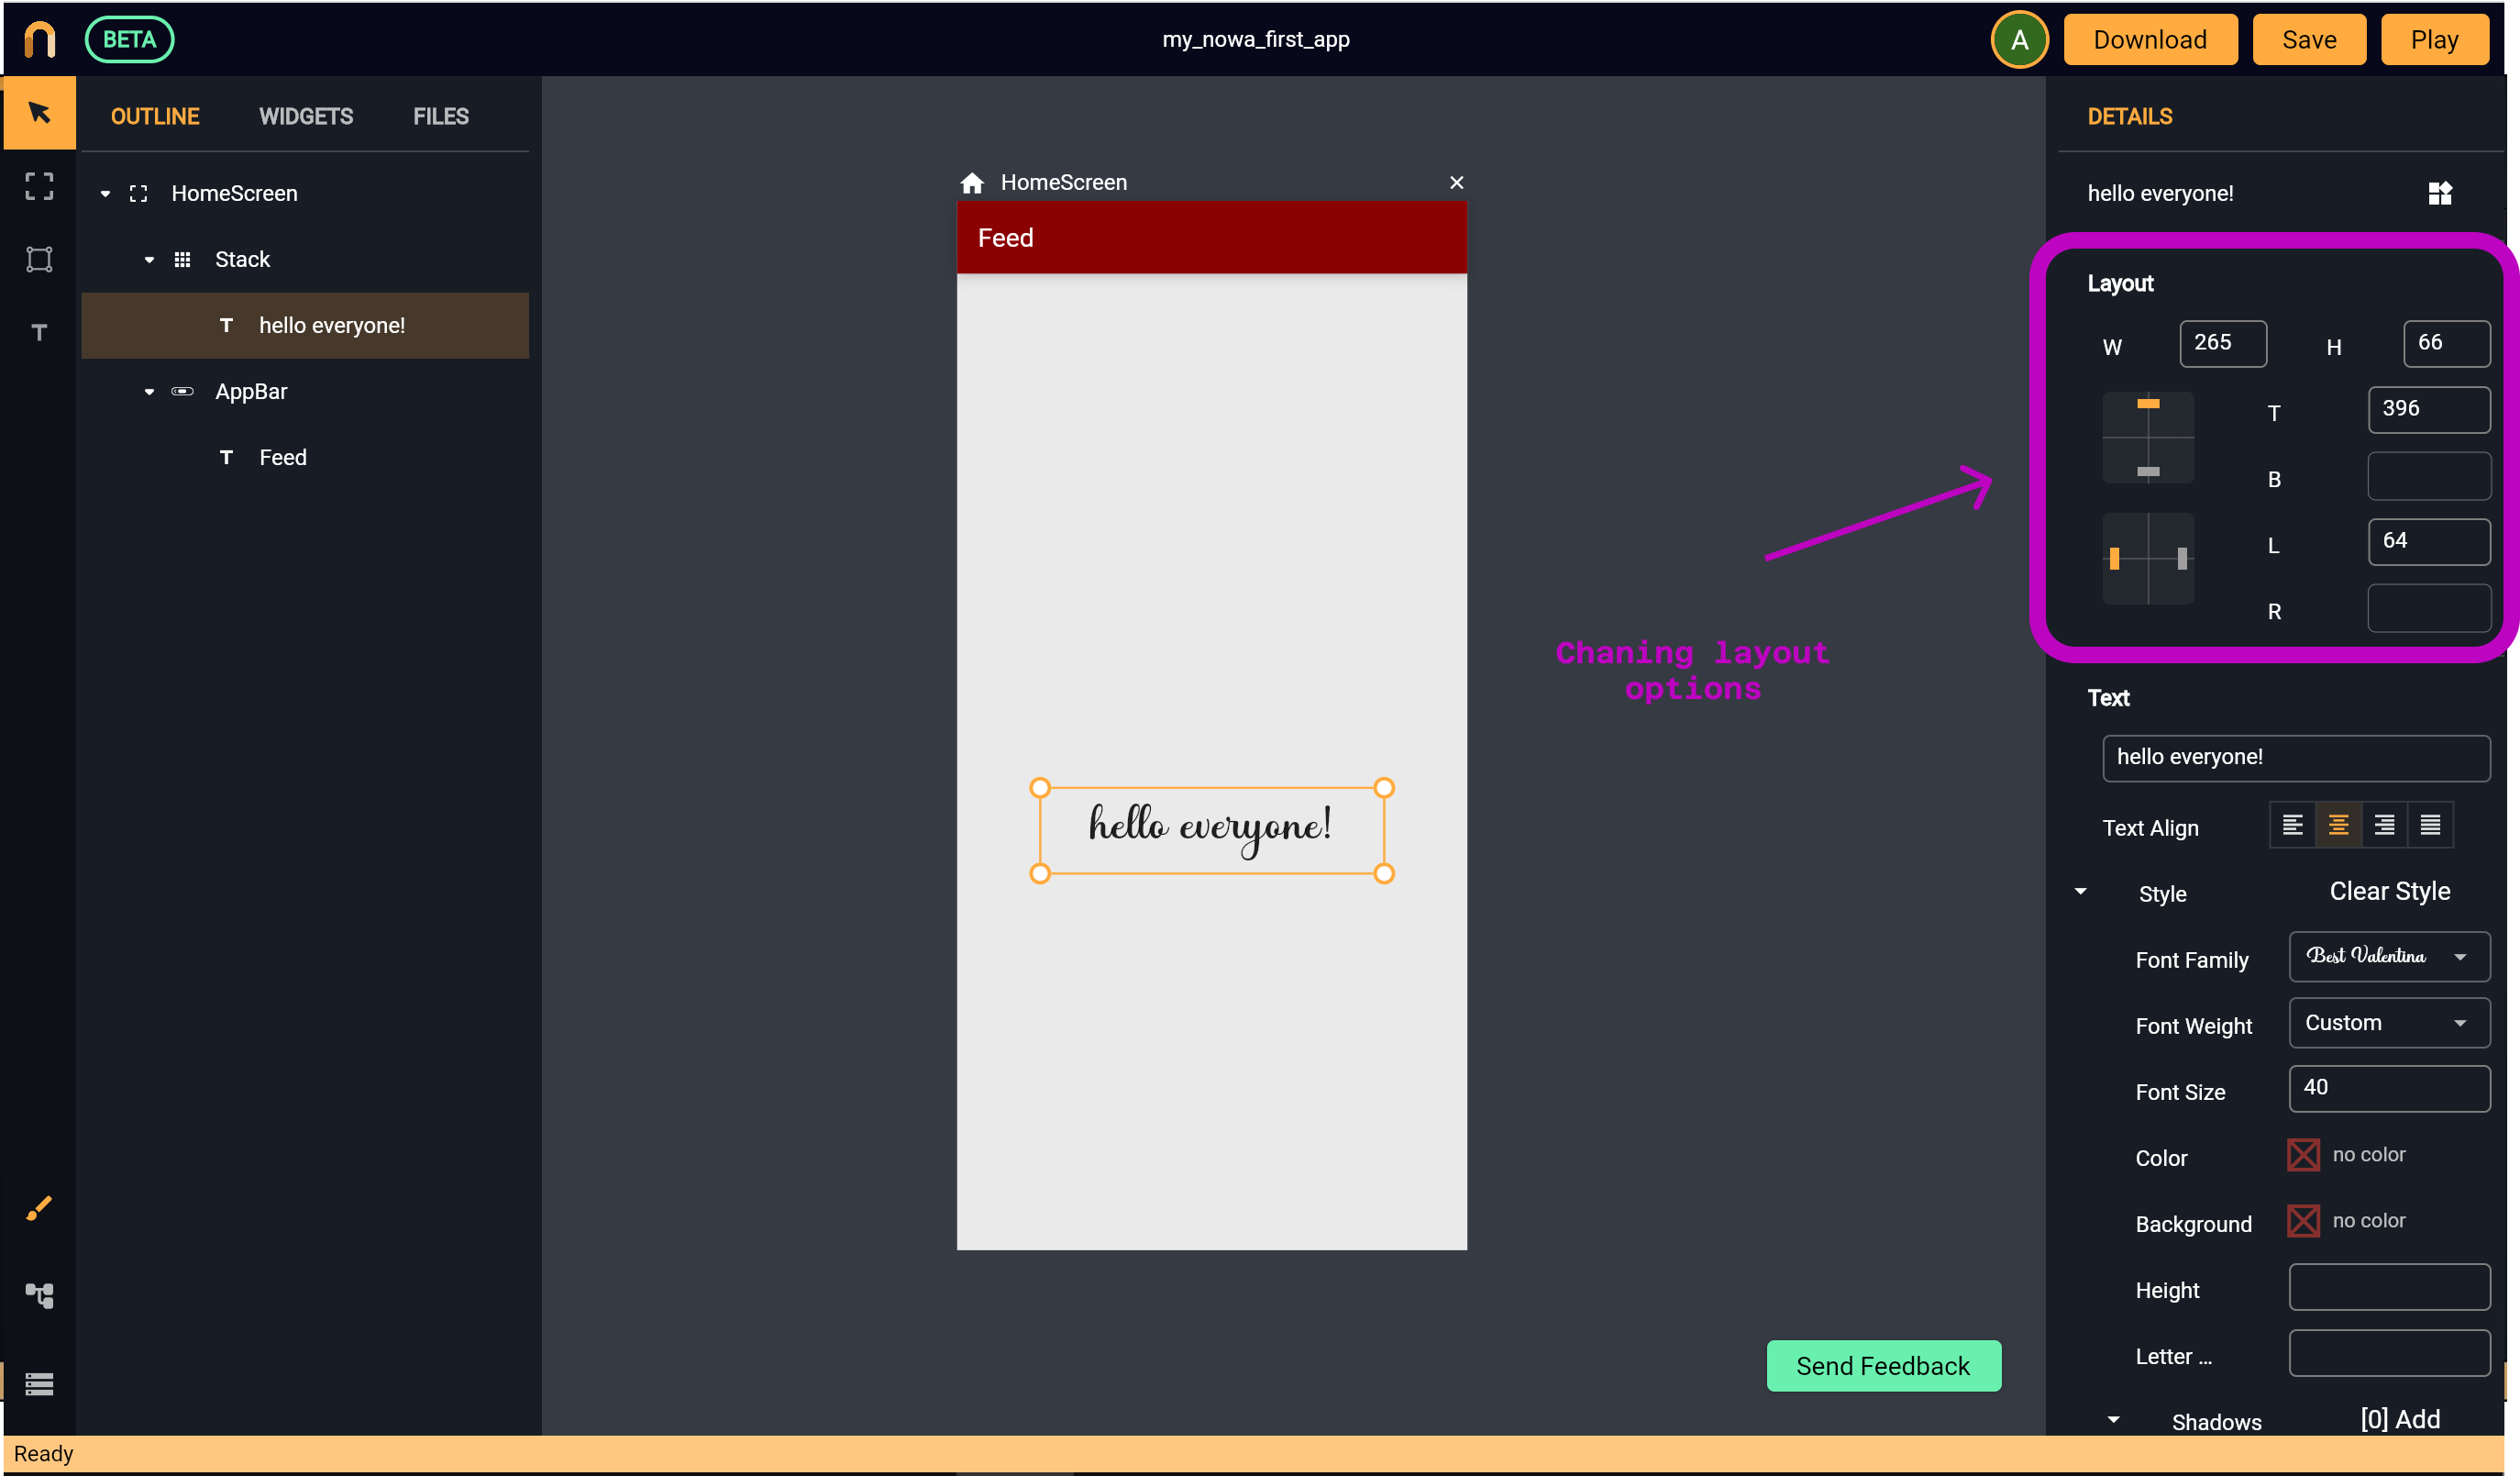 BETA
my_nowa_first_app
A
Download
Save
Play
OUTLINE
WIDGETS
FILES
HomeScreen
Stack
T hello everyone!
AppBar
T Feed
T
HomeScreen
Feed
hello everyone!
Chaning layout
options
Send Feedback
DETAILS
hello everyone!
Layout
W 265 H 66
T 396
B
L 64
R
Text
hello everyone!
Text Align
Style Clear Style
Font Family Best Valentina
Font Weight Custom
Font Size 40
Color no color
Background no color
Height
Letter ...
Shadows [0] Add
Ready